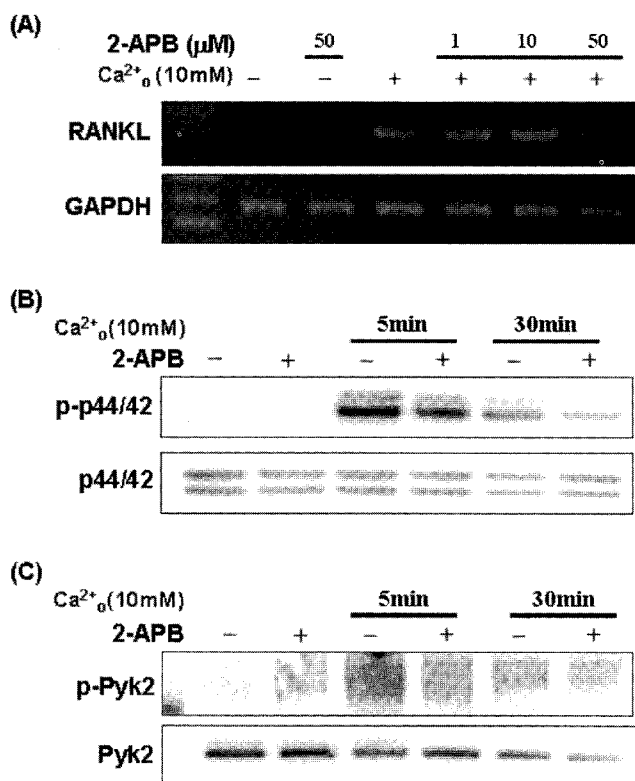 (A)
2-APB (µM) 50 1 10 50
Ca²⁺ₒ (10mM) − − + + + +
RANKL
GAPDH
(B)
Ca²⁺ₒ(10mM) 5min 30min
2-APB − + − + − +
p-p44/42
p44/42
(C)
Ca²⁺ₒ(10mM) 5min 30min
2-APB − + − + − +
p-Pyk2
Pyk2